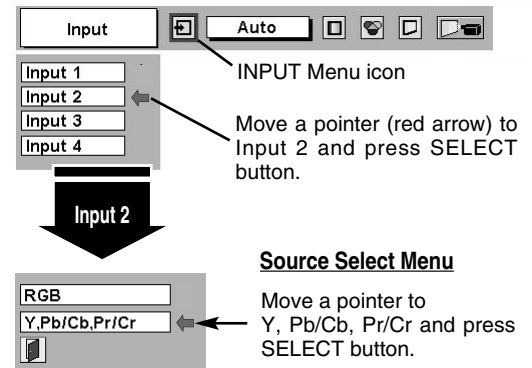 Input
Auto
INPUT Menu icon
Input 1
Input 2
Input 3
Input 4
Move a pointer (red arrow) to
Input 2 and press SELECT
button.
Input 2
Source Select Menu
RGB
Y,Pb/Cb,Pr/Cr
Move a pointer to
Y, Pb/Cb, Pr/Cr and press
SELECT button.